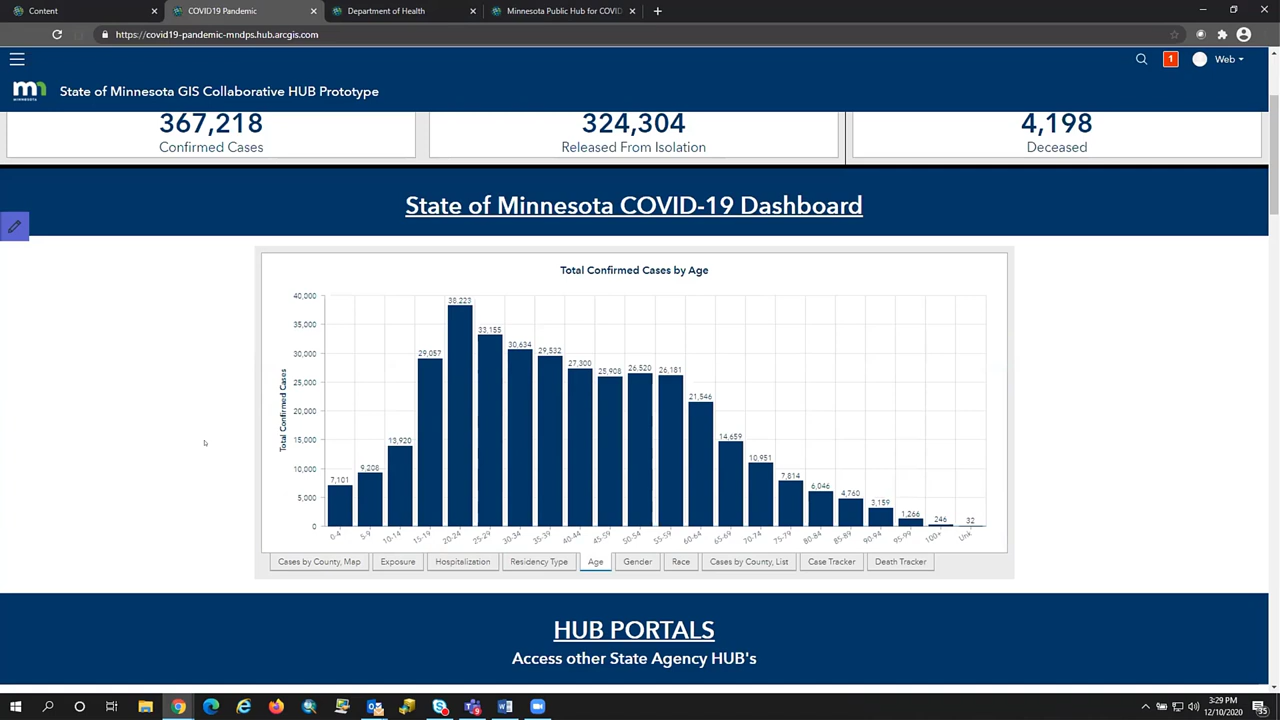 Content
COVID19 Pandemic
Department of Health
Minnesota Public Hub for COVID
https://covid19-pandemic-mndps.hub.arcgis.com
1
Web
mn
MINNESOTA
State of Minnesota GIS Collaborative HUB Prototype
367,218
Confirmed Cases
324,304
Released From Isolation
4,198
Deceased
State of Minnesota COVID-19 Dashboard
Total Confirmed Cases by Age
Total Confirmed Cases
40,000
35,000
30,000
25,000
20,000
15,000
10,000
5,000
0
7,101
9,208
13,920
29,057
38,223
33,155
30,634
29,532
27,300
25,908
26,520
26,181
21,546
14,659
10,951
7,814
6,046
4,760
3,159
1,266
246
32
0-4
5-9
10-14
15-19
20-24
25-29
30-34
35-39
40-44
45-59
50-54
55-59
60-64
65-69
70-74
75-79
80-84
85-89
90-94
95-99
100+
Unk
Cases by County, Map
Exposure
Hospitalization
Residency Type
Age
Gender
Race
Cases by County, List
Case Tracker
Death Tracker
HUB PORTALS
Access other State Agency HUB's
3:29 PM
12/10/2020
35